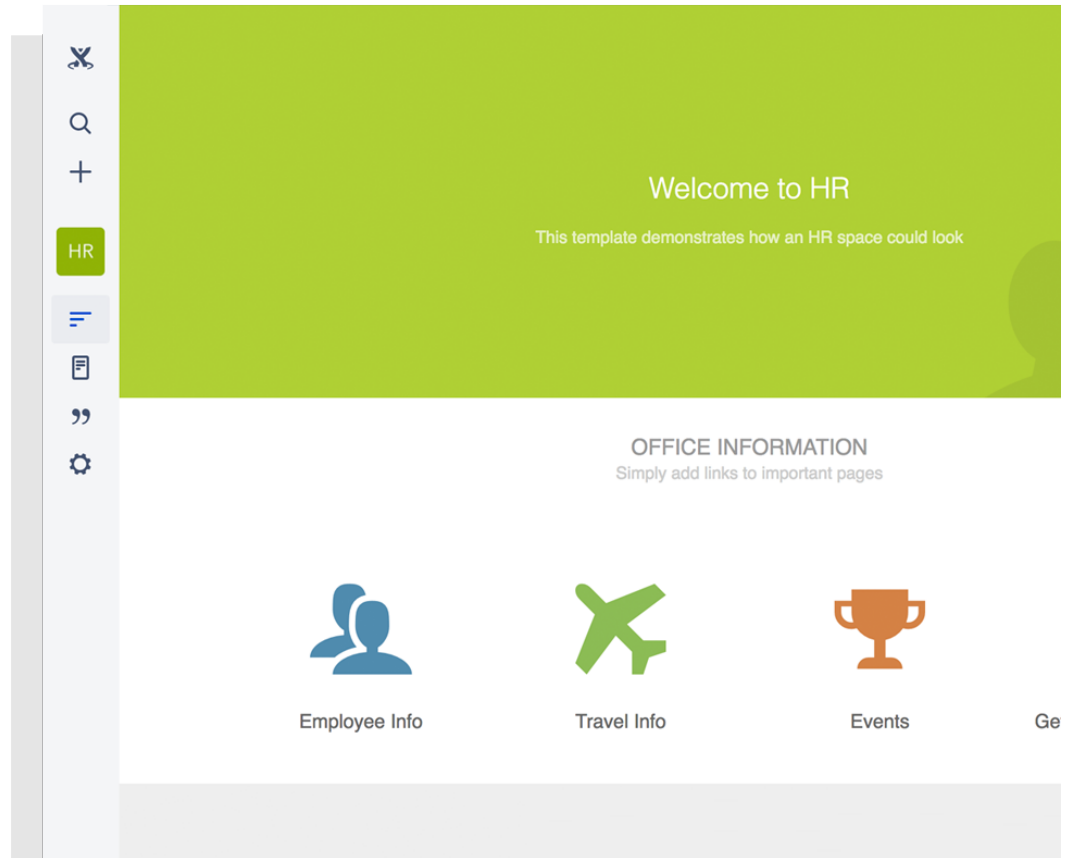 HR
Welcome to HR
This template demonstrates how an HR space could look
OFFICE INFORMATION
Simply add links to important pages
Employee Info
Travel Info
Events